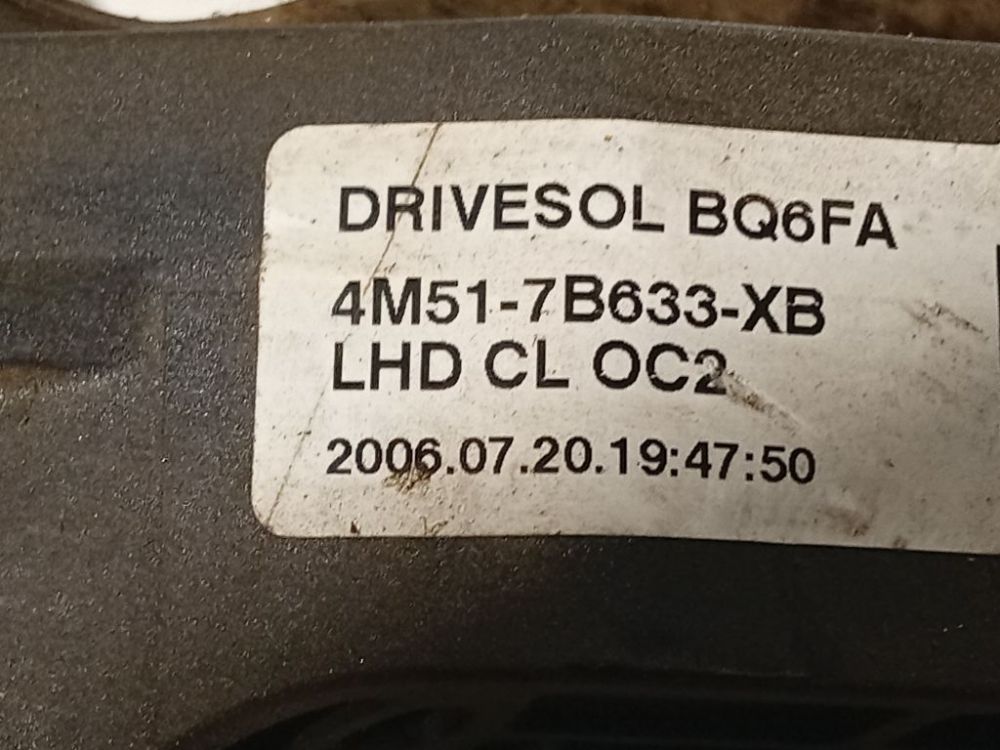 DRIVESOL BQ6FA
4M51-7B633-XB
LHD CL OC2
2006.07.20.19:47:50